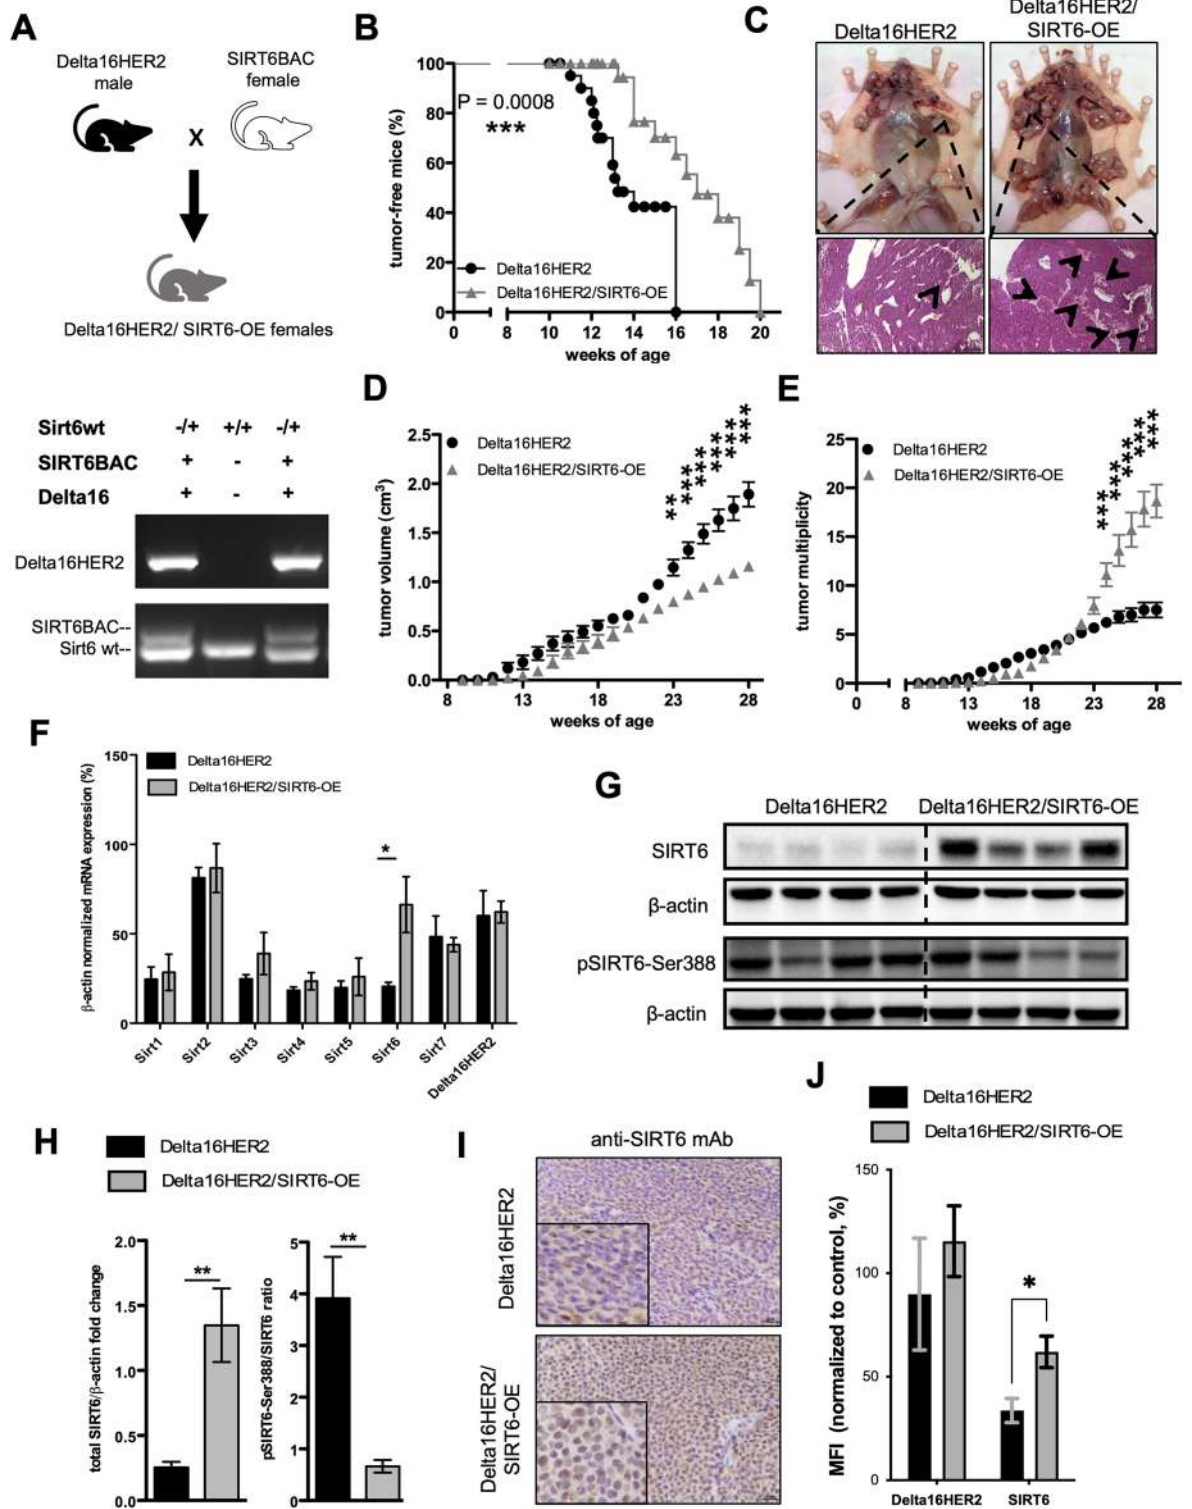 A
Delta16HER2
male
X
SIRT6BAC
female
Delta16HER2/ SIRT6-OE females
Sirt6wt -/+ +/+ -/+
SIRT6BAC + - +
Delta16 + - +
Delta16HER2
SIRT6BAC--
Sirt6 wt--
B
tumor-free mice (%)
100
80
60
40
20
0
P = 0.0008
***
Delta16HER2
Delta16HER2/SIRT6-OE
0 8 10 12 14 16 18 20
weeks of age
C
Delta16HER2
Delta16HER2/
SIRT6-OE
D
tumor volume (cm³)
2.5
2.0
1.5
1.0
0.5
0.0
Delta16HER2
Delta16HER2/SIRT6-OE
** *** *** *** *** ***
8 13 18 23 28
weeks of age
E
tumor multiplicity
25
20
15
10
5
0
Delta16HER2
Delta16HER2/SIRT6-OE
*** *** *** *** ***
0 8 13 18 23 28
weeks of age
F
β-actin normalized mRNA expression (%)
150
100
50
0
Delta16HER2
Delta16HER2/SIRT6-OE
*
Sirt1 Sirt2 Sirt3 Sirt4 Sirt5 Sirt6 Sirt7 Delta16HER2
G
Delta16HER2 Delta16HER2/SIRT6-OE
SIRT6
β-actin
pSIRT6-Ser388
β-actin
H
Delta16HER2
Delta16HER2/SIRT6-OE
total SIRT6/β-actin fold change
2.0
1.5
1.0
0.5
0.0
**
pSIRT6-Ser388/SIRT6 ratio
5
4
3
2
1
0
**
I
anti-SIRT6 mAb
Delta16HER2
Delta16HER2/
SIRT6-OE
J
Delta16HER2
Delta16HER2/SIRT6-OE
MFI (normalized to control, %)
150
100
50
0
*
Delta16HER2 SIRT6